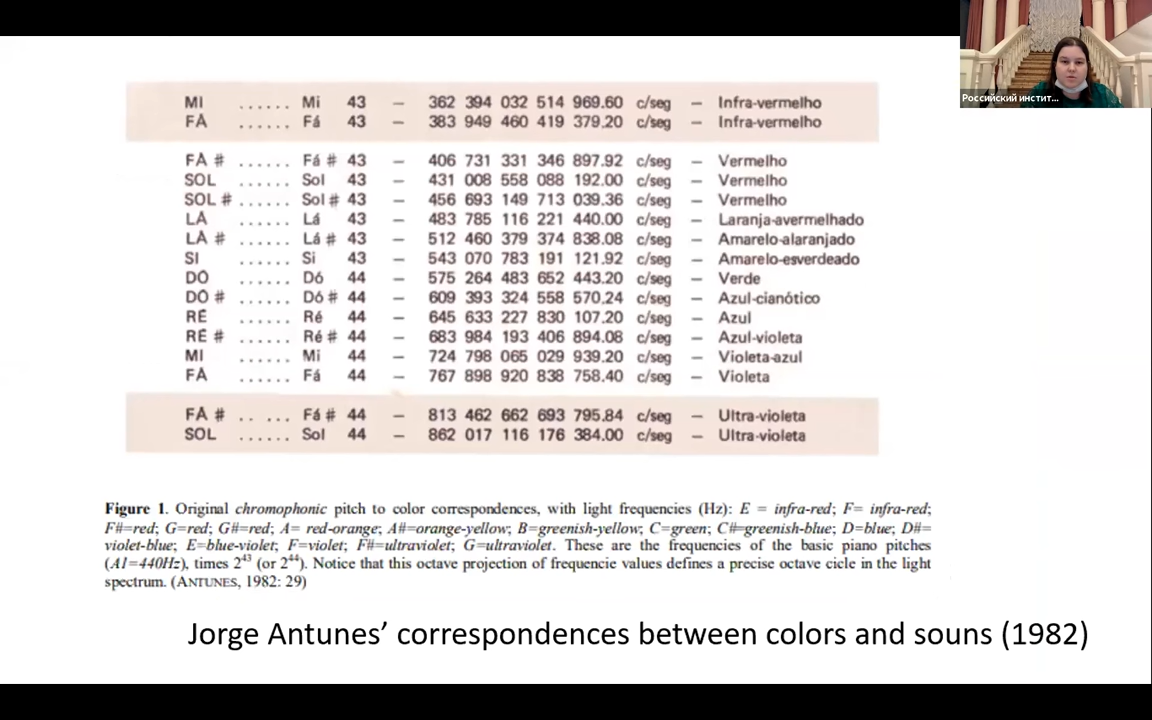 Российский инстит...
MI ...... Mi 43 – 362 394 032 514 969.60 c/seg – Infra-vermelho
FÁ ...... Fá 43 – 383 949 460 419 379.20 c/seg – Infra-vermelho
FÁ # ...... Fá # 43 – 406 731 331 346 897.92 c/seg – Vermelho
SOL ...... Sol 43 – 431 008 558 088 192.00 c/seg – Vermelho
SOL # ...... Sol # 43 – 456 693 149 713 039.36 c/seg – Vermelho
LÁ ...... Lá 43 – 483 785 116 221 440.00 c/seg – Laranja-avermelhado
LÁ # ...... Lá # 43 – 512 460 379 374 838.08 c/seg – Amarelo-alaranjado
SI ...... Si 43 – 543 070 783 191 121.92 c/seg – Amarelo-esverdeado
DÓ ...... Dó 44 – 575 264 483 652 443.20 c/seg – Verde
DÓ # ...... Dó # 44 – 609 393 324 558 570.24 c/seg – Azul-cianótico
RÉ ...... Ré 44 – 645 633 227 830 107.20 c/seg – Azul
RÉ # ...... Ré # 44 – 683 984 193 406 894.08 c/seg – Azul-violeta
MI ...... Mi 44 – 724 798 065 029 939.20 c/seg – Violeta-azul
FÁ ...... Fá 44 – 767 898 920 838 758.40 c/seg – Violeta
FÁ # .. ... Fá # 44 – 813 462 662 693 795.84 c/seg – Ultra-violeta
SOL ...... Sol 44 – 862 017 116 176 384.00 c/seg – Ultra-violeta
Figure 1. Original chromophonic pitch to color correspondences, with light frequencies (Hz): E = infra-red; F= infra-red;
F#=red; G=red; G#=red; A= red-orange; A#=orange-yellow; B=greenish-yellow; C=green; C#=greenish-blue; D=blue; D#=
violet-blue; E=blue-violet; F=violet; F#=ultraviolet; G=ultraviolet. These are the frequencies of the basic piano pitches
(A1=440Hz), times 2⁴³ (or 2⁴⁴). Notice that this octave projection of frequencie values defines a precise octave cicle in the light
spectrum. (ANTUNES, 1982: 29)
Jorge Antunes’ correspondences between colors and souns (1982)